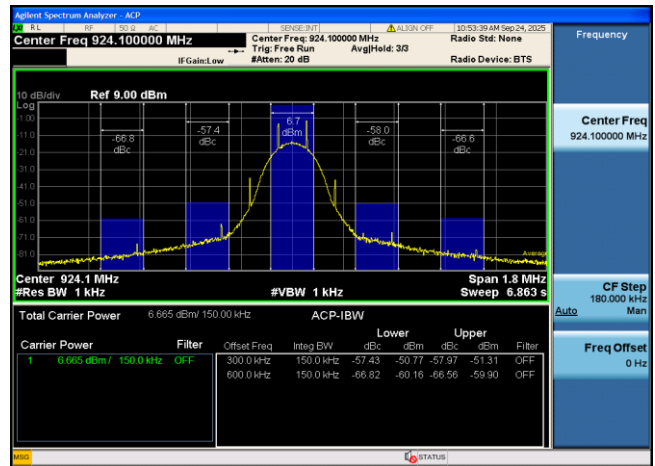 Agilent Spectrum Analyzer - ACP
RL RF 50 Ω AC SENSE:INT ALIGN OFF 10:53:39 AM Sep 24, 2025
Center Freq 924.100000 MHz
Center Freq: 924.100000 MHz Radio Std: None
Trig: Free Run Avg|Hold: 3/3
IFGain:Low #Atten: 20 dB Radio Device: BTS
Frequency
10 dB/div Ref 9.00 dBm
Log
-1.00
-11.0
-21.0
-31.0
-41.0
-51.0
-61.0
-71.0
-81.0
-66.8 dBc
-57.4 dBc
6.7 dBm
-58.0 dBc
-66.6 dBc
Average
Center Freq
924.100000 MHz
Center 924.1 MHz Span 1.8 MHz
#Res BW 1 kHz #VBW 1 kHz Sweep 6.863 s
CF Step
180.000 kHz
Auto Man
Total Carrier Power 6.665 dBm/ 150.00 kHz ACP-IBW
Lower Upper
Carrier Power Filter Offset Freq Integ BW dBc dBm dBc dBm Filter
1 6.665 dBm / 150.0 kHz OFF 300.0 kHz 150.0 kHz -57.43 -50.77 -57.97 -51.31 OFF
600.0 kHz 150.0 kHz -66.82 -60.16 -66.56 -59.90 OFF
Freq Offset
0 Hz
MSG STATUS